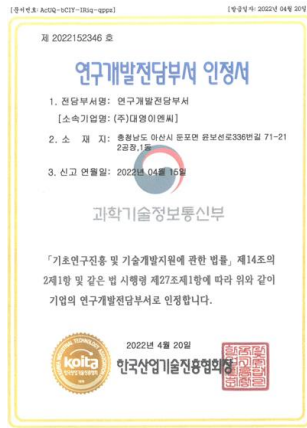 [문서번호: AcUQ-bCIY-IHiq-qppz]
[발급일자: 2022년 04월 20일
제 2022152346 호
연구개발전담부서 인정서
1. 전담부서명: 연구개발전담부서
[소속기업명: (주)대영이엔씨]
2. 소 재 지: 충청남도 아산시 둔포면 윤보선로336번길 71-21
2공장,1동
3. 신고 연월일: 2022년 04월 15일
과학기술정보통신부
「기초연구진흥 및 기술개발지원에 관한 법률」 제14조의
2제1항 및 같은 법 시행령 제27조제1항에 따라 위와 같이
기업의 연구개발전담부서로 인정합니다.
2022년 4월 20일
koita
한국산업기술진흥협회장